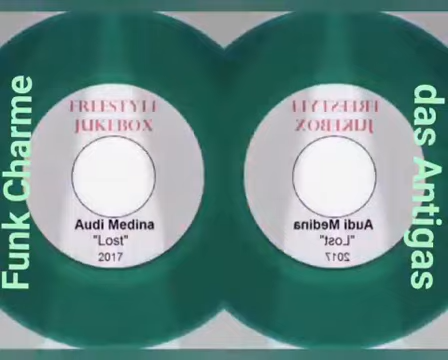 Funk Charme
FREESTYLE
JUKEBOX
Audi Medina
"Lost"
2017
FREESTYLE
JUKEBOX
Audi Medina
"Lost"
2017
das Antigas